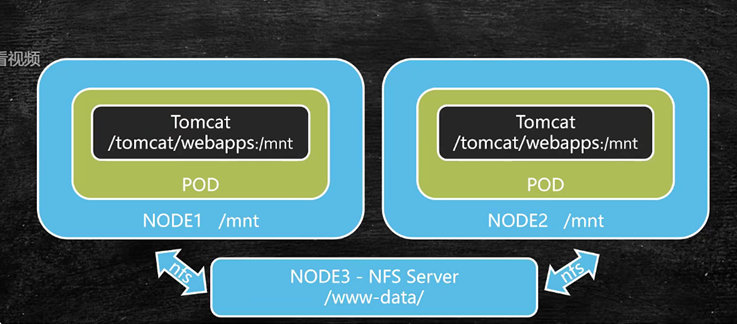 看视频
Tomcat
/tomcat/webapps:/mnt
POD
NODE1 /mnt
Tomcat
/tomcat/webapps:/mnt
POD
NODE2 /mnt
nfs
NODE3 - NFS Server
/www-data/
nfs